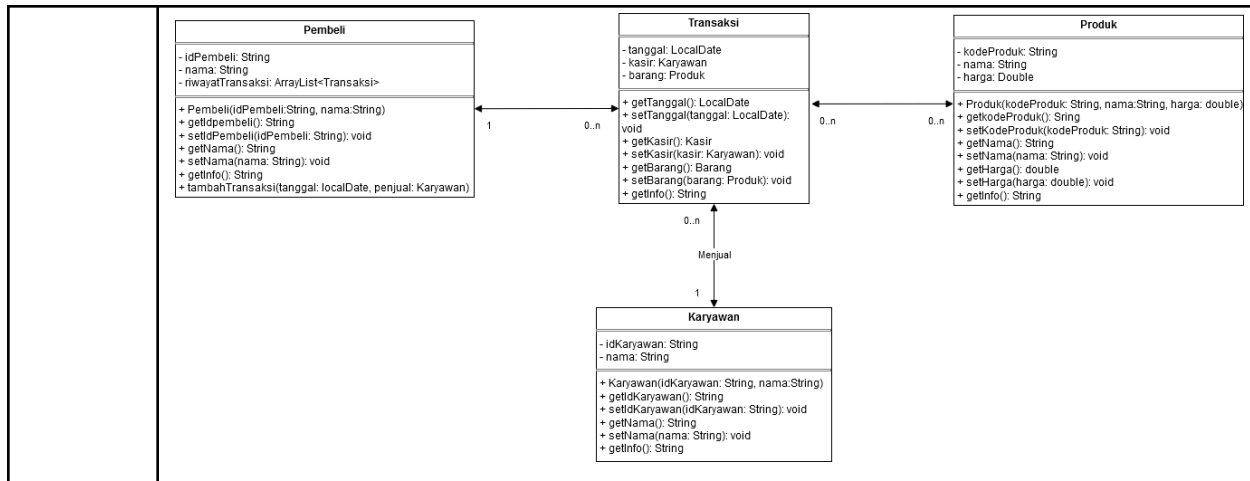 Pembeli
- idPembeli: String
- nama: String
- riwayatTransaksi: ArrayList<Transaksi>
+ Pembeli(idPembeli:String, nama:String)
+ getIdpembeli(): String
+ setIdPembeli(idPembeli: String): void
+ getNama(): String
+ setNama(nama: String): void
+ getInfo(): String
+ tambahTransaksi(tanggal: localDate, penjual: Karyawan)
1
0..n
Transaksi
- tanggal: LocalDate
- kasir: Karyawan
- barang: Produk
+ getTanggal(): LocalDate
+ setTanggal(tanggal: LocalDate):
void
+ getKasir(): Kasir
+ setKasir(kasir: Karyawan): void
+ getBarang(): Barang
+ setBarang(barang: Produk): void
+ getInfo(): String
0..n
0..n
Produk
- kodeProduk: String
- nama: String
- harga: Double
+ Produk(kodeProduk: String, nama:String, harga: double)
+ getkodeProduk(): Sring
+ setKodeProduk(kodeProduk: String): void
+ getNama(): String
+ setNama(nama: String): void
+ getHarga(): double
+ setHarga(harga: double): void
+ getInfo(): String
0..n
Menjual
1
Karyawan
- idKaryawan: String
- nama: String
+ Karyawan(idKaryawan: String, nama:String)
+ getIdKaryawan(): String
+ setIdKaryawan(idKaryawan: String): void
+ getNama(): String
+ setNama(nama: String): void
+ getInfo(): String